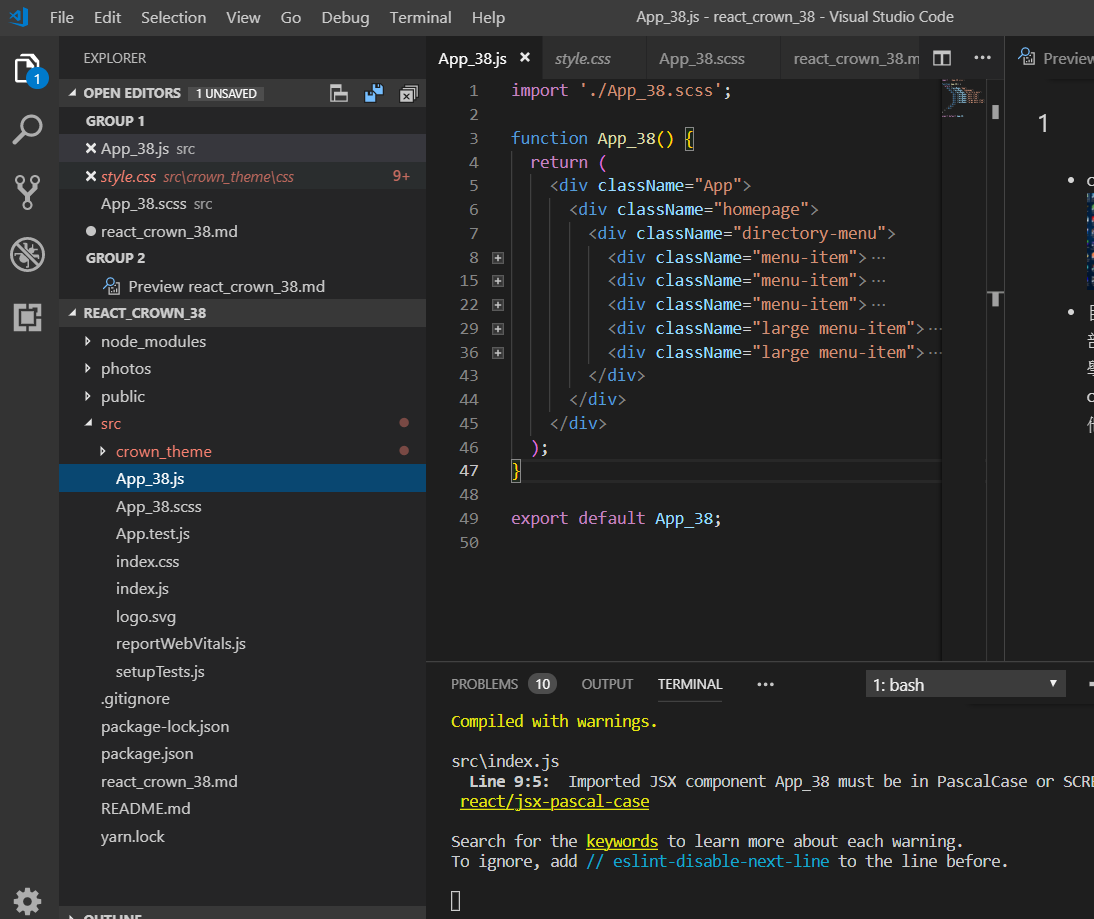 File Edit Selection View Go Debug Terminal Help App_38.js - react_crown_38 - Visual Studio Code
1
EXPLORER
OPEN EDITORS 1 UNSAVED
GROUP 1
App_38.js src
style.css src\crown_theme\css 9+
App_38.scss src
react_crown_38.md
GROUP 2
Preview react_crown_38.md
REACT_CROWN_38
node_modules
photos
public
src
crown_theme
App_38.js
App_38.scss
App.test.js
index.css
index.js
logo.svg
reportWebVitals.js
setupTests.js
.gitignore
package-lock.json
package.json
react_crown_38.md
README.md
yarn.lock
OUTLINE
App_38.js style.css App_38.scss react_crown_38.m
1 import './App_38.scss';
2
3 function App_38() {
4 return (
5 <div className="App">
6 <div className="homepage">
7 <div className="directory-menu">
8 <div className="menu-item"> ...
15 <div className="menu-item"> ...
22 <div className="menu-item"> ...
29 <div className="large menu-item"> ...
36 <div className="large menu-item"> ...
43 </div>
44 </div>
45 </div>
46 );
47 }
48
49 export default App_38;
50
Preview
1
PROBLEMS 10 OUTPUT TERMINAL ... 1: bash
Compiled with warnings.
src\index.js
Line 9:5: Imported JSX component App_38 must be in PascalCase or SCRE
react/jsx-pascal-case
Search for the keywords to learn more about each warning.
To ignore, add // eslint-disable-next-line to the line before.